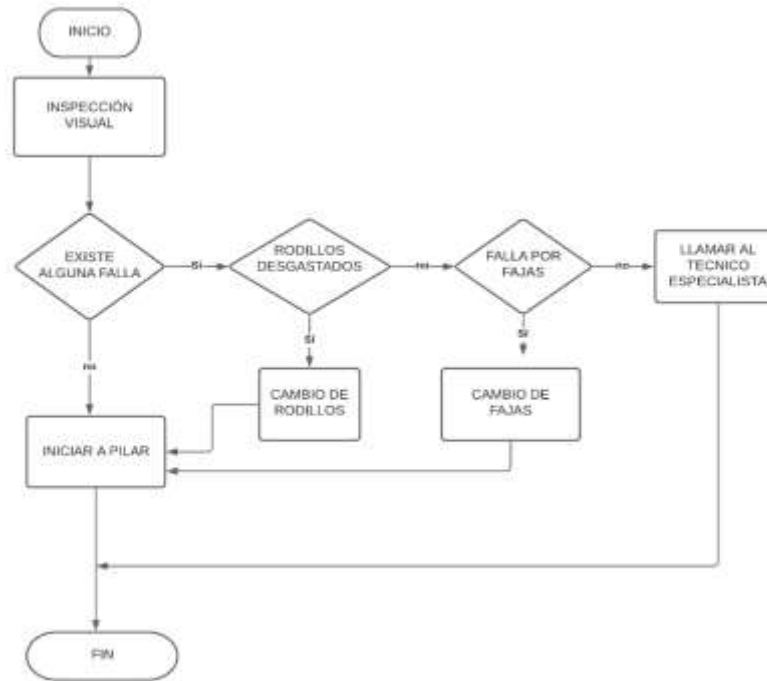 INICIO
INSPECCIÓN
VISUAL
EXISTE
ALGUNA FALLA
Si
RODILLOS
DESGASTADOS
no
FALLA POR
FAJAS
no
LLAMAR AL
TECNICO
ESPECIALISTA
no
Si
Si
CAMBIO DE
RODILLOS
CAMBIO DE
FAJAS
INICIAR A PILAR
FIN